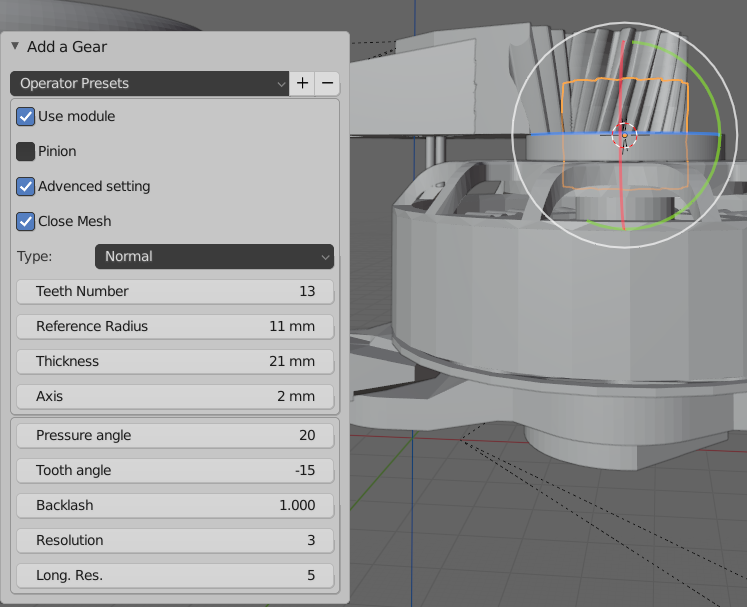 Add a Gear
Operator Presets + −
Use module
Pinion
Advanced setting
Close Mesh
Type: Normal
Teeth Number 13
Reference Radius 11 mm
Thickness 21 mm
Axis 2 mm
Pressure angle 20
Tooth angle -15
Backlash 1.000
Resolution 3
Long. Res. 5